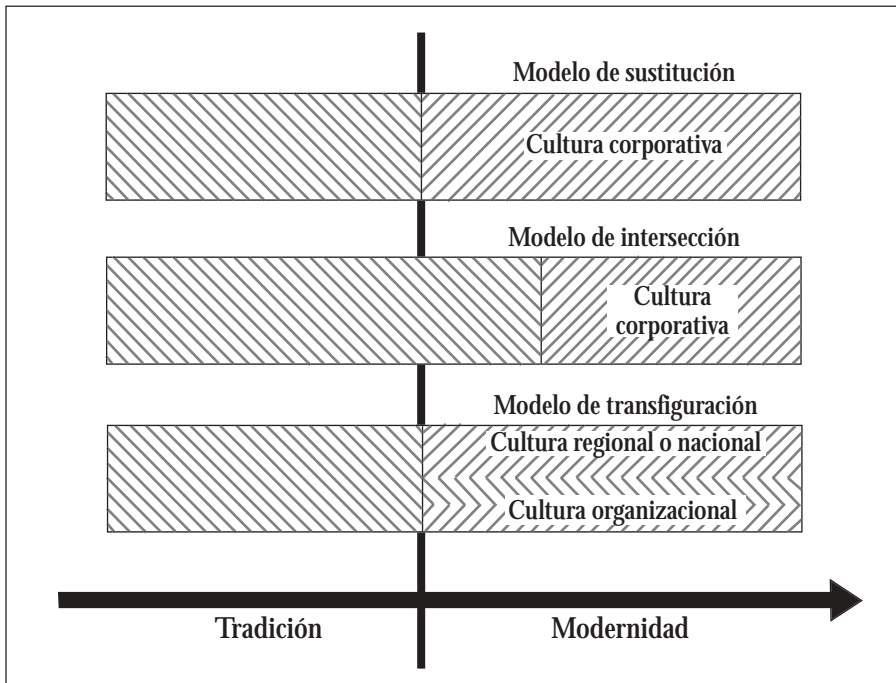 Modelo de sustitución
Cultura corporativa
Modelo de intersección
Cultura
corporativa
Modelo de transfiguración
Cultura regional o nacional
Cultura organizacional
Tradición
Modernidad